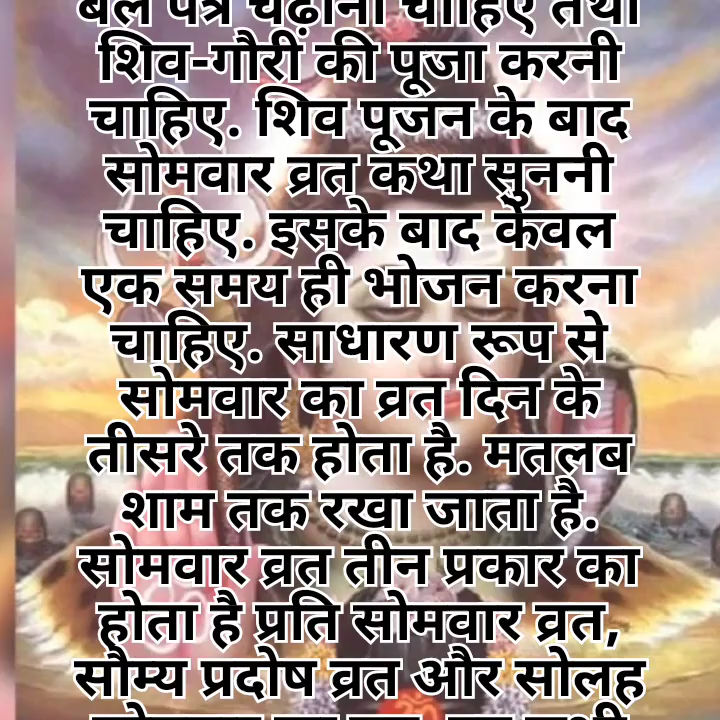 बेल पत्र चढ़ाना चाहिए तथा
शिव-गौरी की पूजा करनी
चाहिए. शिव पूजन के बाद
सोमवार व्रत कथा सुननी
चाहिए. इसके बाद केवल
एक समय ही भोजन करना
चाहिए. साधारण रूप से
सोमवार का व्रत दिन के
तीसरे तक होता है. मतलब
शाम तक रखा जाता है.
सोमवार व्रत तीन प्रकार का
होता है प्रति सोमवार व्रत,
सौम्य प्रदोष व्रत और सोलह